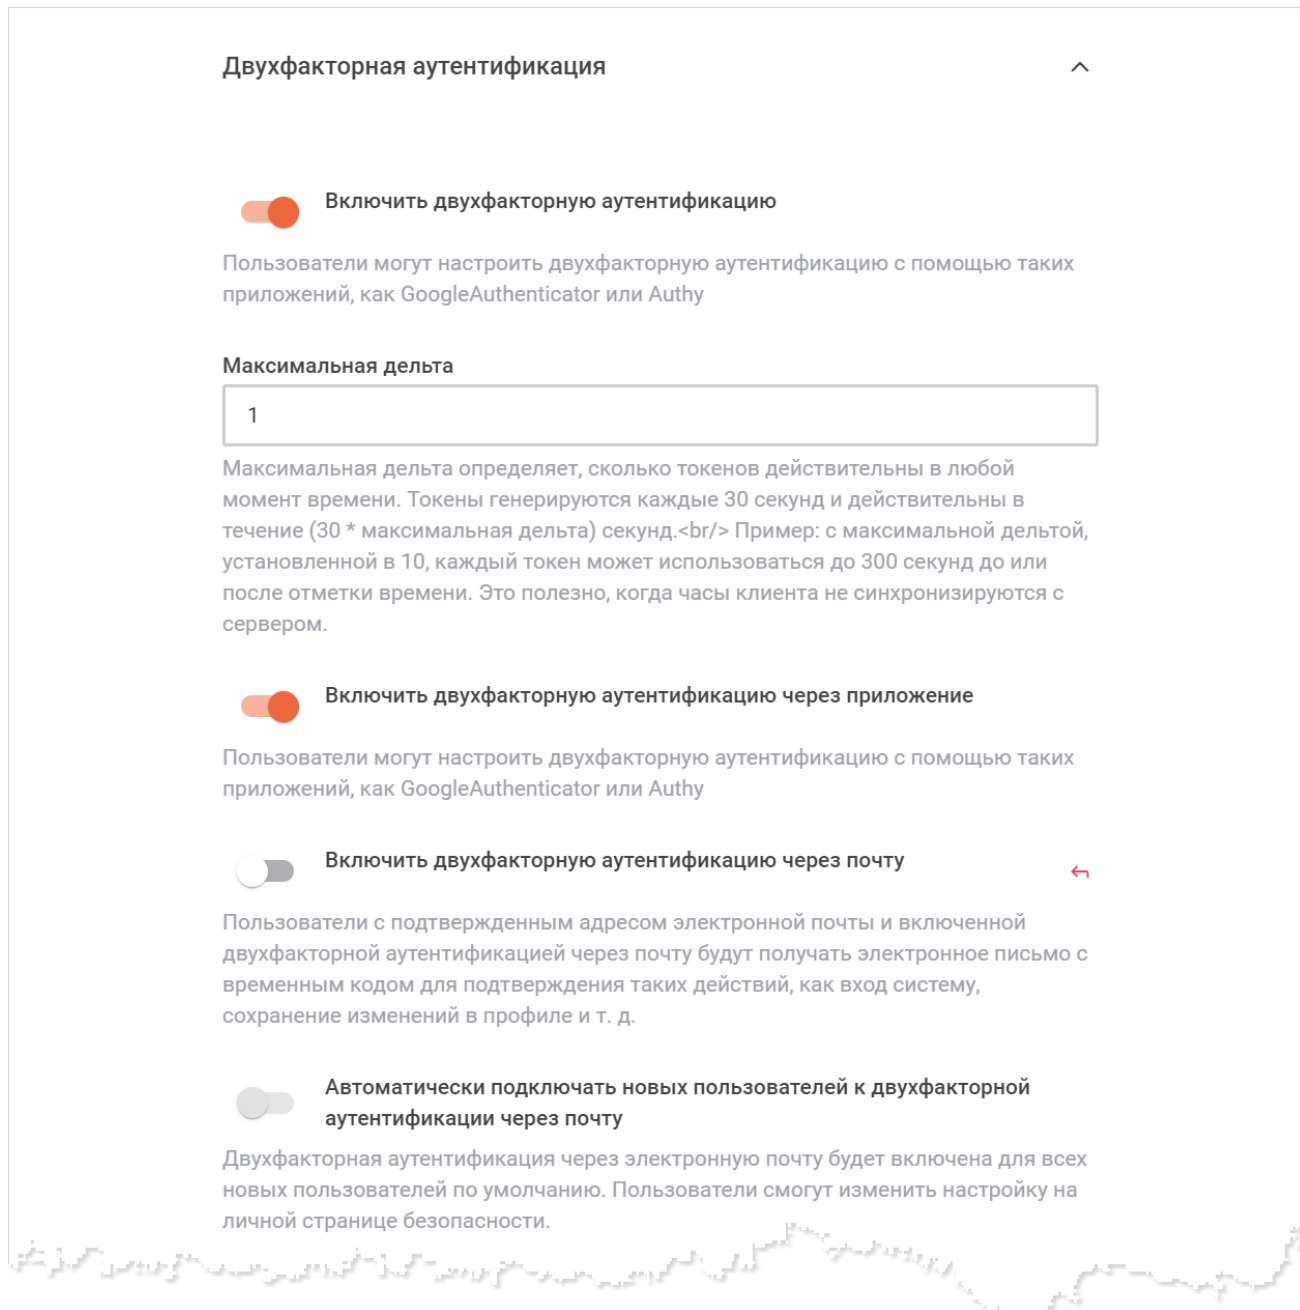 Двухфакторная аутентификация
Включить двухфакторную аутентификацию
Пользователи могут настроить двухфакторную аутентификацию с помощью таких
приложений, как GoogleAuthenticator или Authy
Максимальная дельта
1
Максимальная дельта определяет, сколько токенов действительны в любой
момент времени. Токены генерируются каждые 30 секунд и действительны в
течение (30 * максимальная дельта) секунд.<br/> Пример: с максимальной дельтой,
установленной в 10, каждый токен может использоваться до 300 секунд до или
после отметки времени. Это полезно, когда часы клиента не синхронизируются с
сервером.
Включить двухфакторную аутентификацию через приложение
Пользователи могут настроить двухфакторную аутентификацию с помощью таких
приложений, как GoogleAuthenticator или Authy
Включить двухфакторную аутентификацию через почту
Пользователи с подтвержденным адресом электронной почты и включенной
двухфакторной аутентификацией через почту будут получать электронное письмо с
временным кодом для подтверждения таких действий, как вход систему,
сохранение изменений в профиле и т. д.
Автоматически подключать новых пользователей к двухфакторной
аутентификации через почту
Двухфакторная аутентификация через электронную почту будет включена для всех
новых пользователей по умолчанию. Пользователи смогут изменить настройку на
личной странице безопасности.